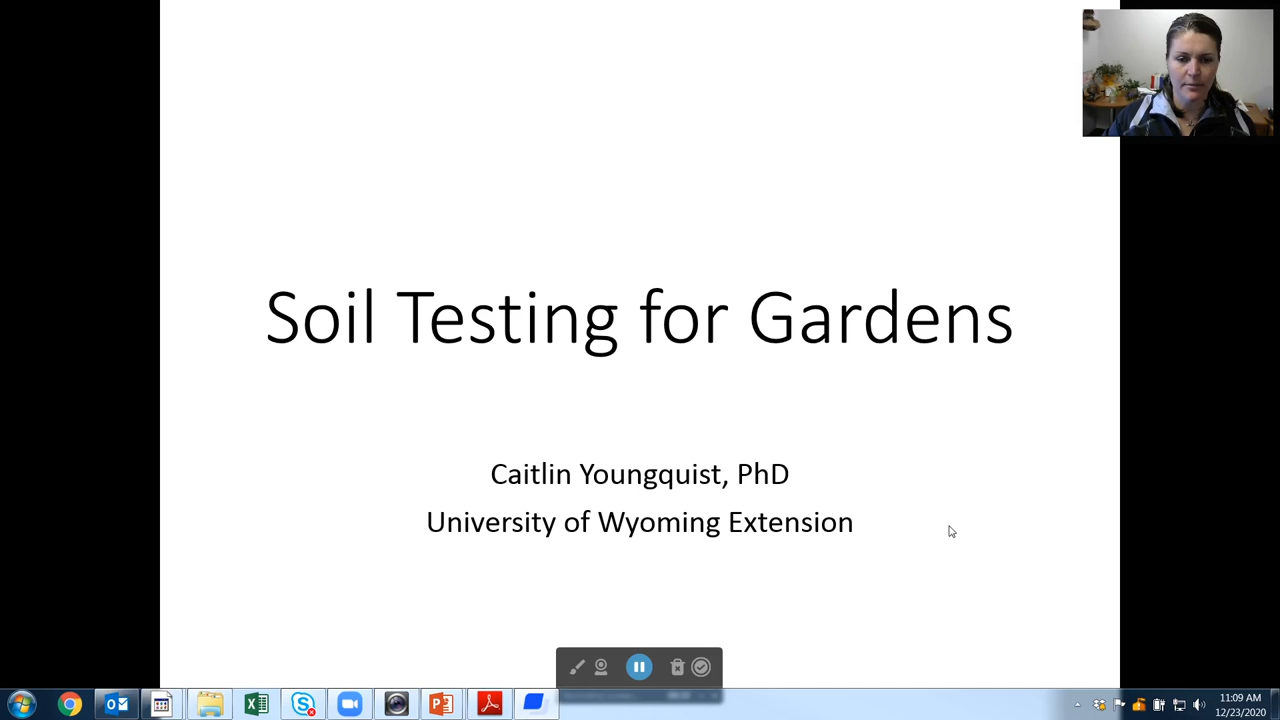 Soil Testing for Gardens
Caitlin Youngquist, PhD
University of Wyoming Extension
11:09 AM
12/23/2020